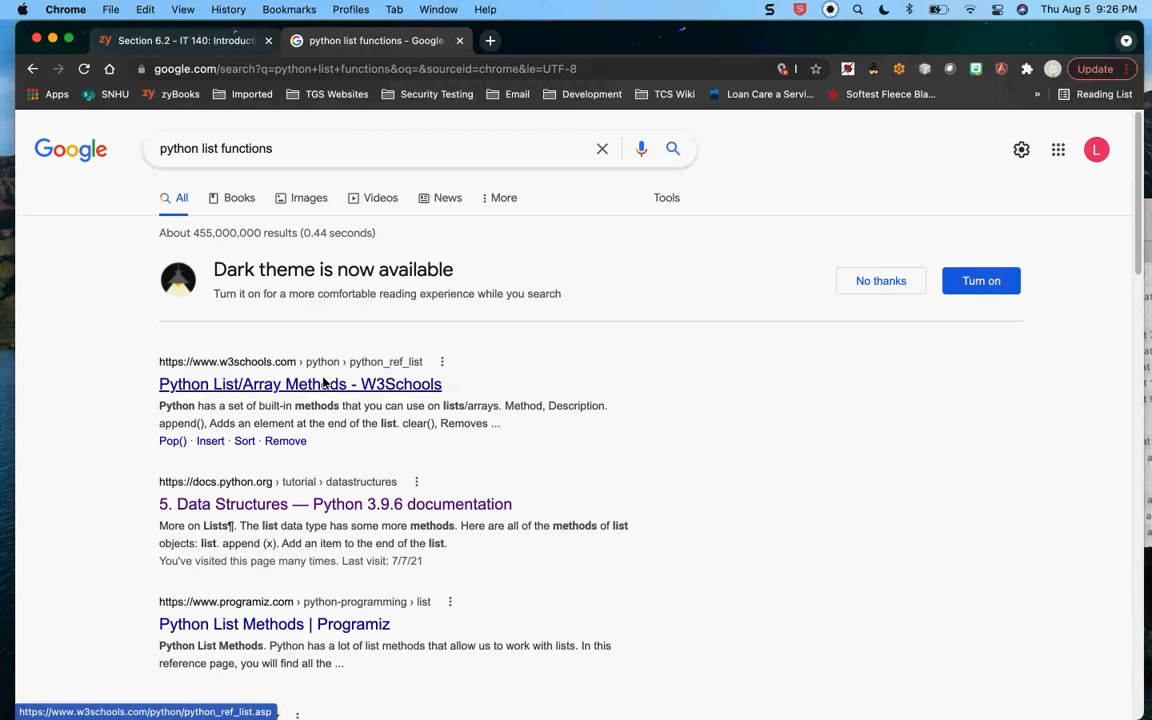 Chrome File Edit View History Bookmarks Profiles Tab Window Help Thu Aug 5 9:26 PM
zy Section 6.2 - IT 140: Introducti × python list functions - Google × +
google.com/search?q=python+list+functions&oq=&sourceid=chrome&ie=UTF-8 Update
Apps SNHU zy zyBooks Imported TGS Websites Security Testing Email Development TCS Wiki Loan Care a Servi... Softest Fleece Bla... » Reading List
Google python list functions L
All Books Images Videos News More Tools
About 455,000,000 results (0.44 seconds)
Dark theme is now available
Turn it on for a more comfortable reading experience while you search
No thanks Turn on
https://www.w3schools.com › python › python_ref_list
Python List/Array Methods - W3Schools
Python has a set of built-in methods that you can use on lists/arrays. Method, Description.
append(), Adds an element at the end of the list. clear(), Removes ...
Pop() · Insert · Sort · Remove
https://docs.python.org › tutorial › datastructures
5. Data Structures — Python 3.9.6 documentation
More on Lists¶. The list data type has some more methods. Here are all of the methods of list
objects: list. append (x). Add an item to the end of the list.
You've visited this page many times. Last visit: 7/7/21
https://www.programiz.com › python-programming › list
Python List Methods | Programiz
Python List Methods. Python has a lot of list methods that allow us to work with lists. In this
reference page, you will find all the ...
https://www.w3schools.com/python/python_ref_list.asp